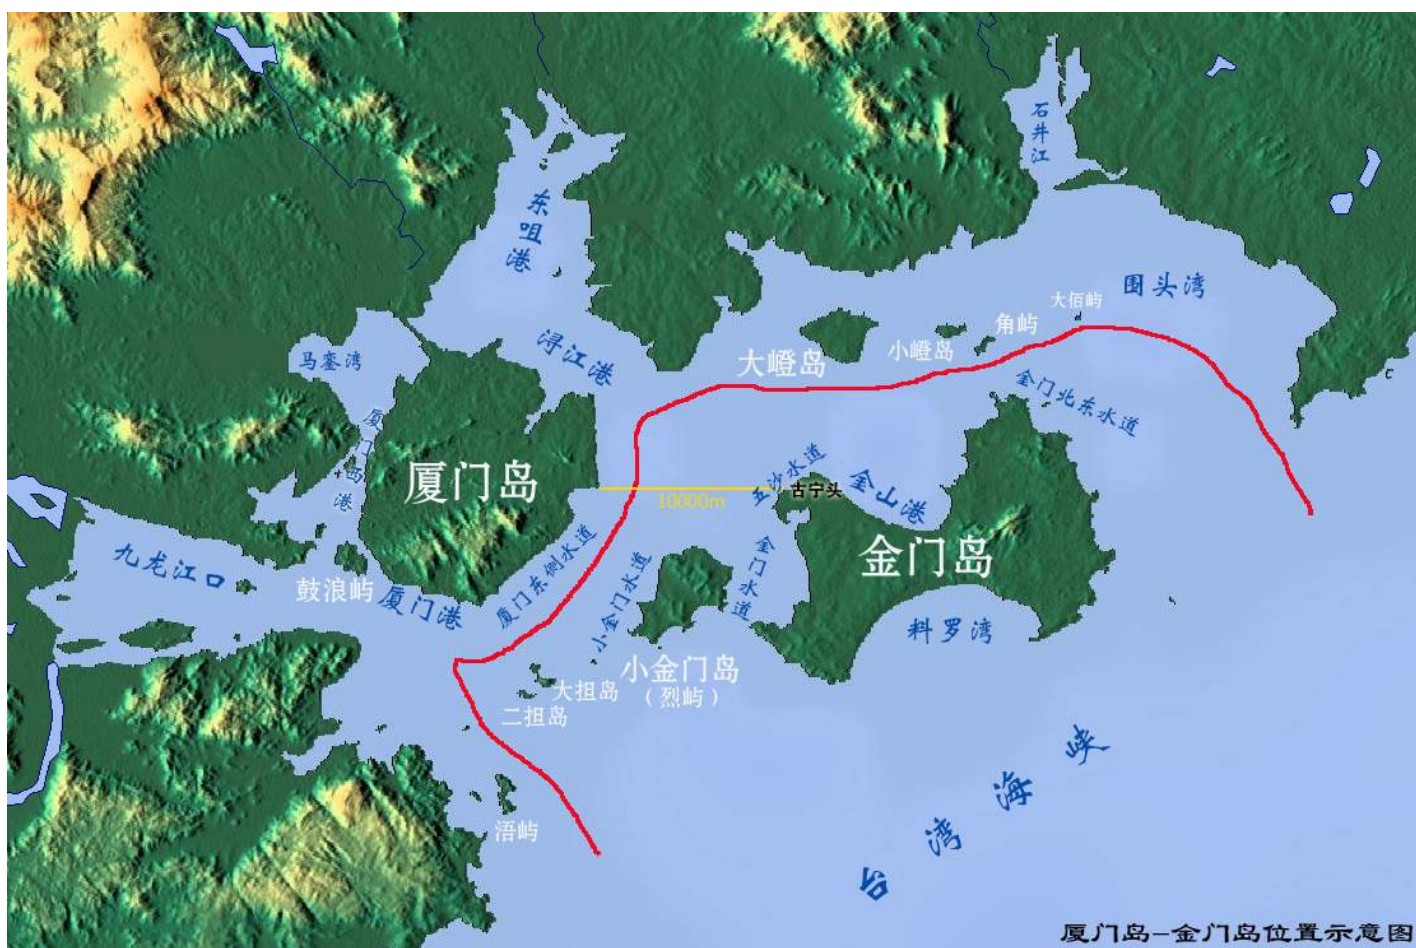 石井江
东咀港
围头湾
大佰屿
角屿
浔江港
小嶝岛
大嶝岛
马銮湾
金门北东水道
厦门西港
厦门岛
五沙水道
古宁头
金山港
10000m
九龙江口
鼓浪屿
厦门港
厦门东侧水道
小金门水道
金门水道
金门岛
料罗湾
小金门岛
（烈屿）
大担岛
二担岛
浯屿
台湾海峡
厦门岛-金门岛位置示意图